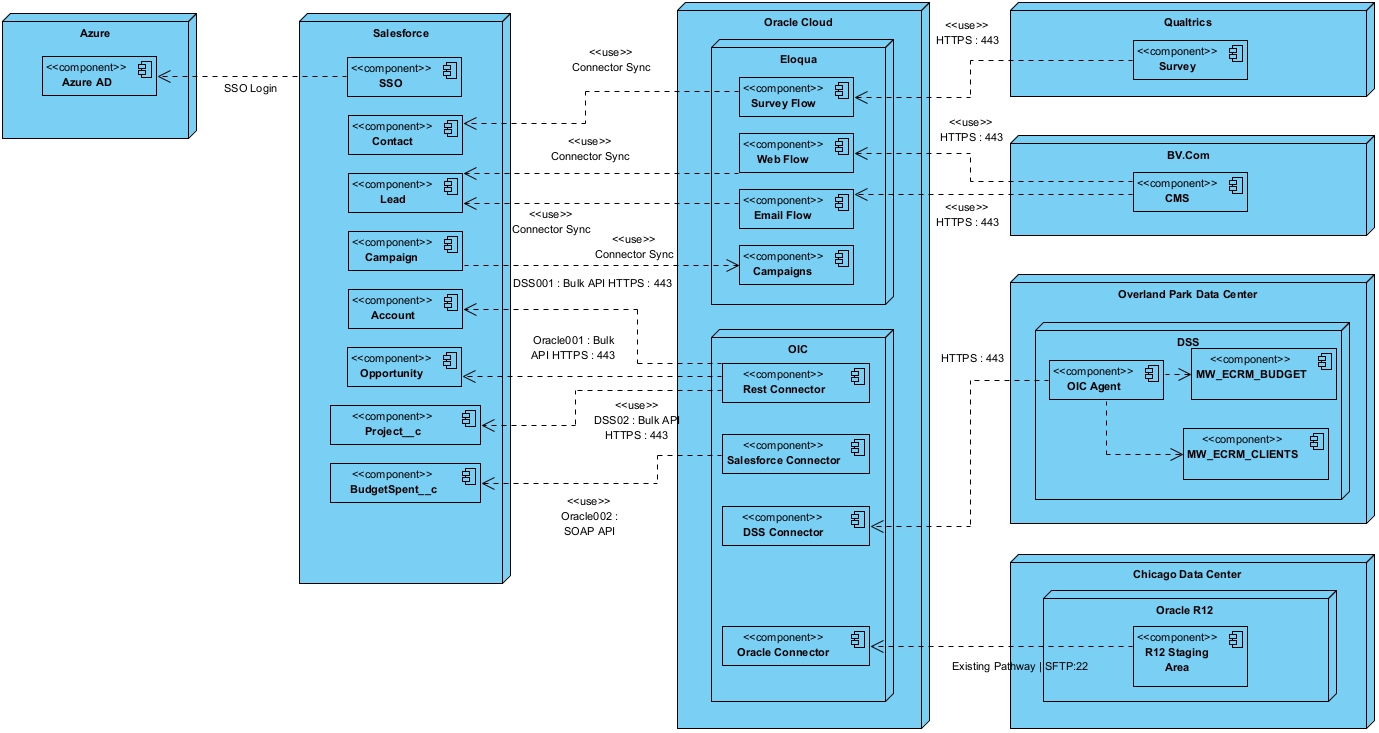 Azure
<<component>>
Azure AD
SSO Login
Salesforce
<<component>>
SSO
<<component>>
Contact
<<component>>
Lead
<<component>>
Campaign
<<component>>
Account
<<component>>
Opportunity
<<component>>
Project__c
<<component>>
BudgetSpent__c
<<use>>
Connector Sync
<<use>>
Connector Sync
<<use>>
Connector Sync
<<use>>
Connector Sync
DSS001 : Bulk API HTTPS : 443
Oracle001 : Bulk
API HTTPS : 443
<<use>>
DSS02 : Bulk API
HTTPS : 443
<<use>>
Oracle002 :
SOAP API
Oracle Cloud
Eloqua
<<component>>
Survey Flow
<<component>>
Web Flow
<<component>>
Email Flow
<<component>>
Campaigns
OIC
<<component>>
Rest Connector
<<component>>
Salesforce Connector
<<component>>
DSS Connector
<<component>>
Oracle Connector
<<use>>
HTTPS : 443
<<use>>
HTTPS : 443
<<use>>
HTTPS : 443
HTTPS : 443
Existing Pathway | SFTP:22
Qualtrics
<<component>>
Survey
BV.Com
<<component>>
CMS
Overland Park Data Center
DSS
<<component>>
OIC Agent
<<component>>
MW_ECRM_BUDGET
<<component>>
MW_ECRM_CLIENTS
Chicago Data Center
Oracle R12
<<component>>
R12 Staging
Area